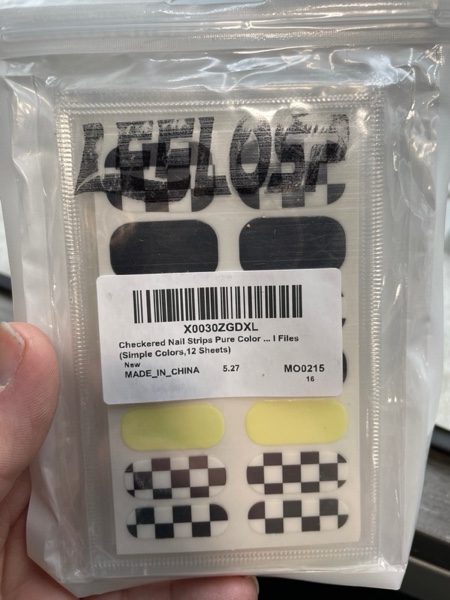 LEELOSP
X0030ZGDXL
Checkered Nail Strips Pure Color ... l Files
(Simple Colors,12 Sheets)
New
MADE_IN_CHINA 5.27 MO0215
16